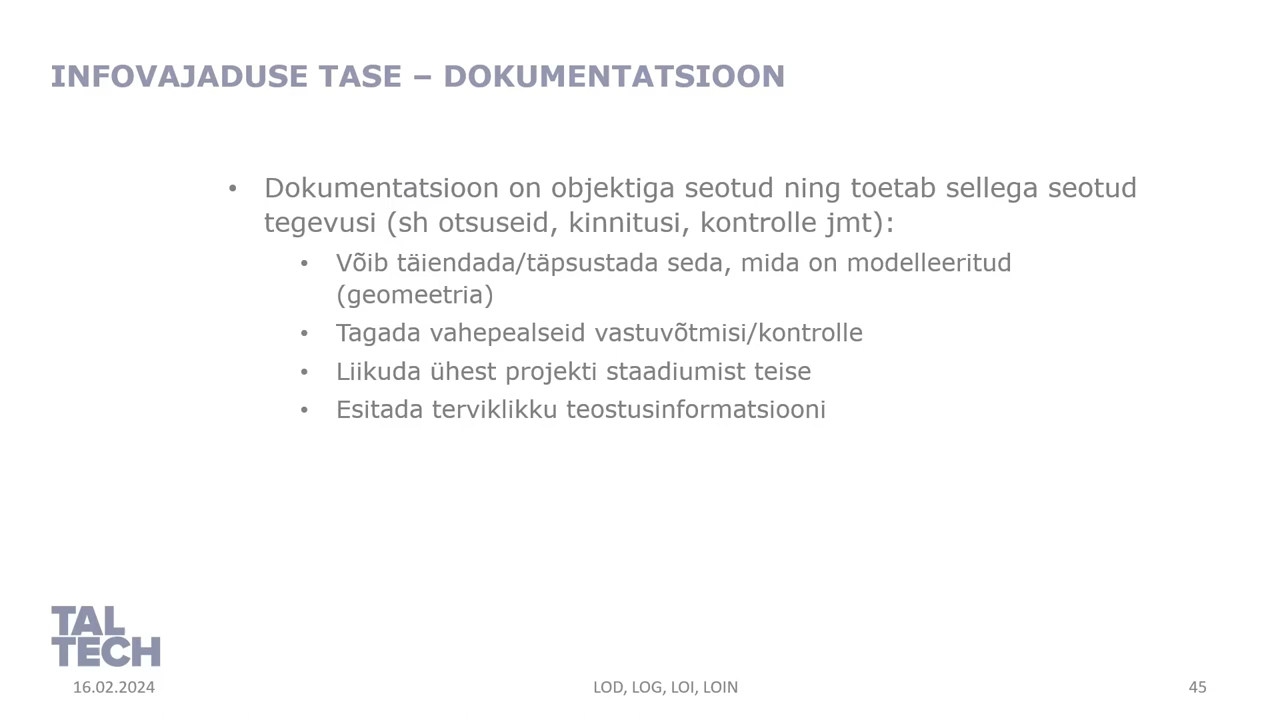 INFOVAJADUSE TASE – DOKUMENTATSIOON
• Dokumentatsioon on objektiga seotud ning toetab sellega seotud
tegevusi (sh otsuseid, kinnitusi, kontrolle jmt):
• Võib täiendada/täpsustada seda, mida on modelleeritud
(geomeetria)
• Tagada vahepealseid vastuvõtmisi/kontrolle
• Liikuda ühest projekti staadiumist teise
• Esitada terviklikku teostusinformatsiooni
TAL
TECH
16.02.2024
LOD, LOG, LOI, LOIN
45